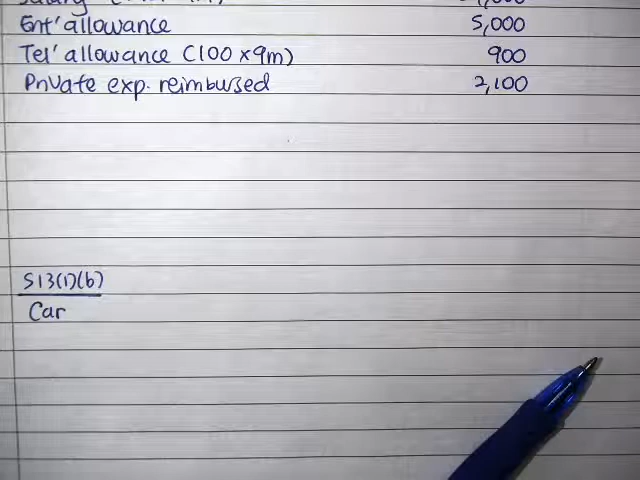 Ent' allowance 5,000
Tel' allowance (100 x 9m) 900
Private exp. reimbursed 2,100
S13(1)(b)
Car